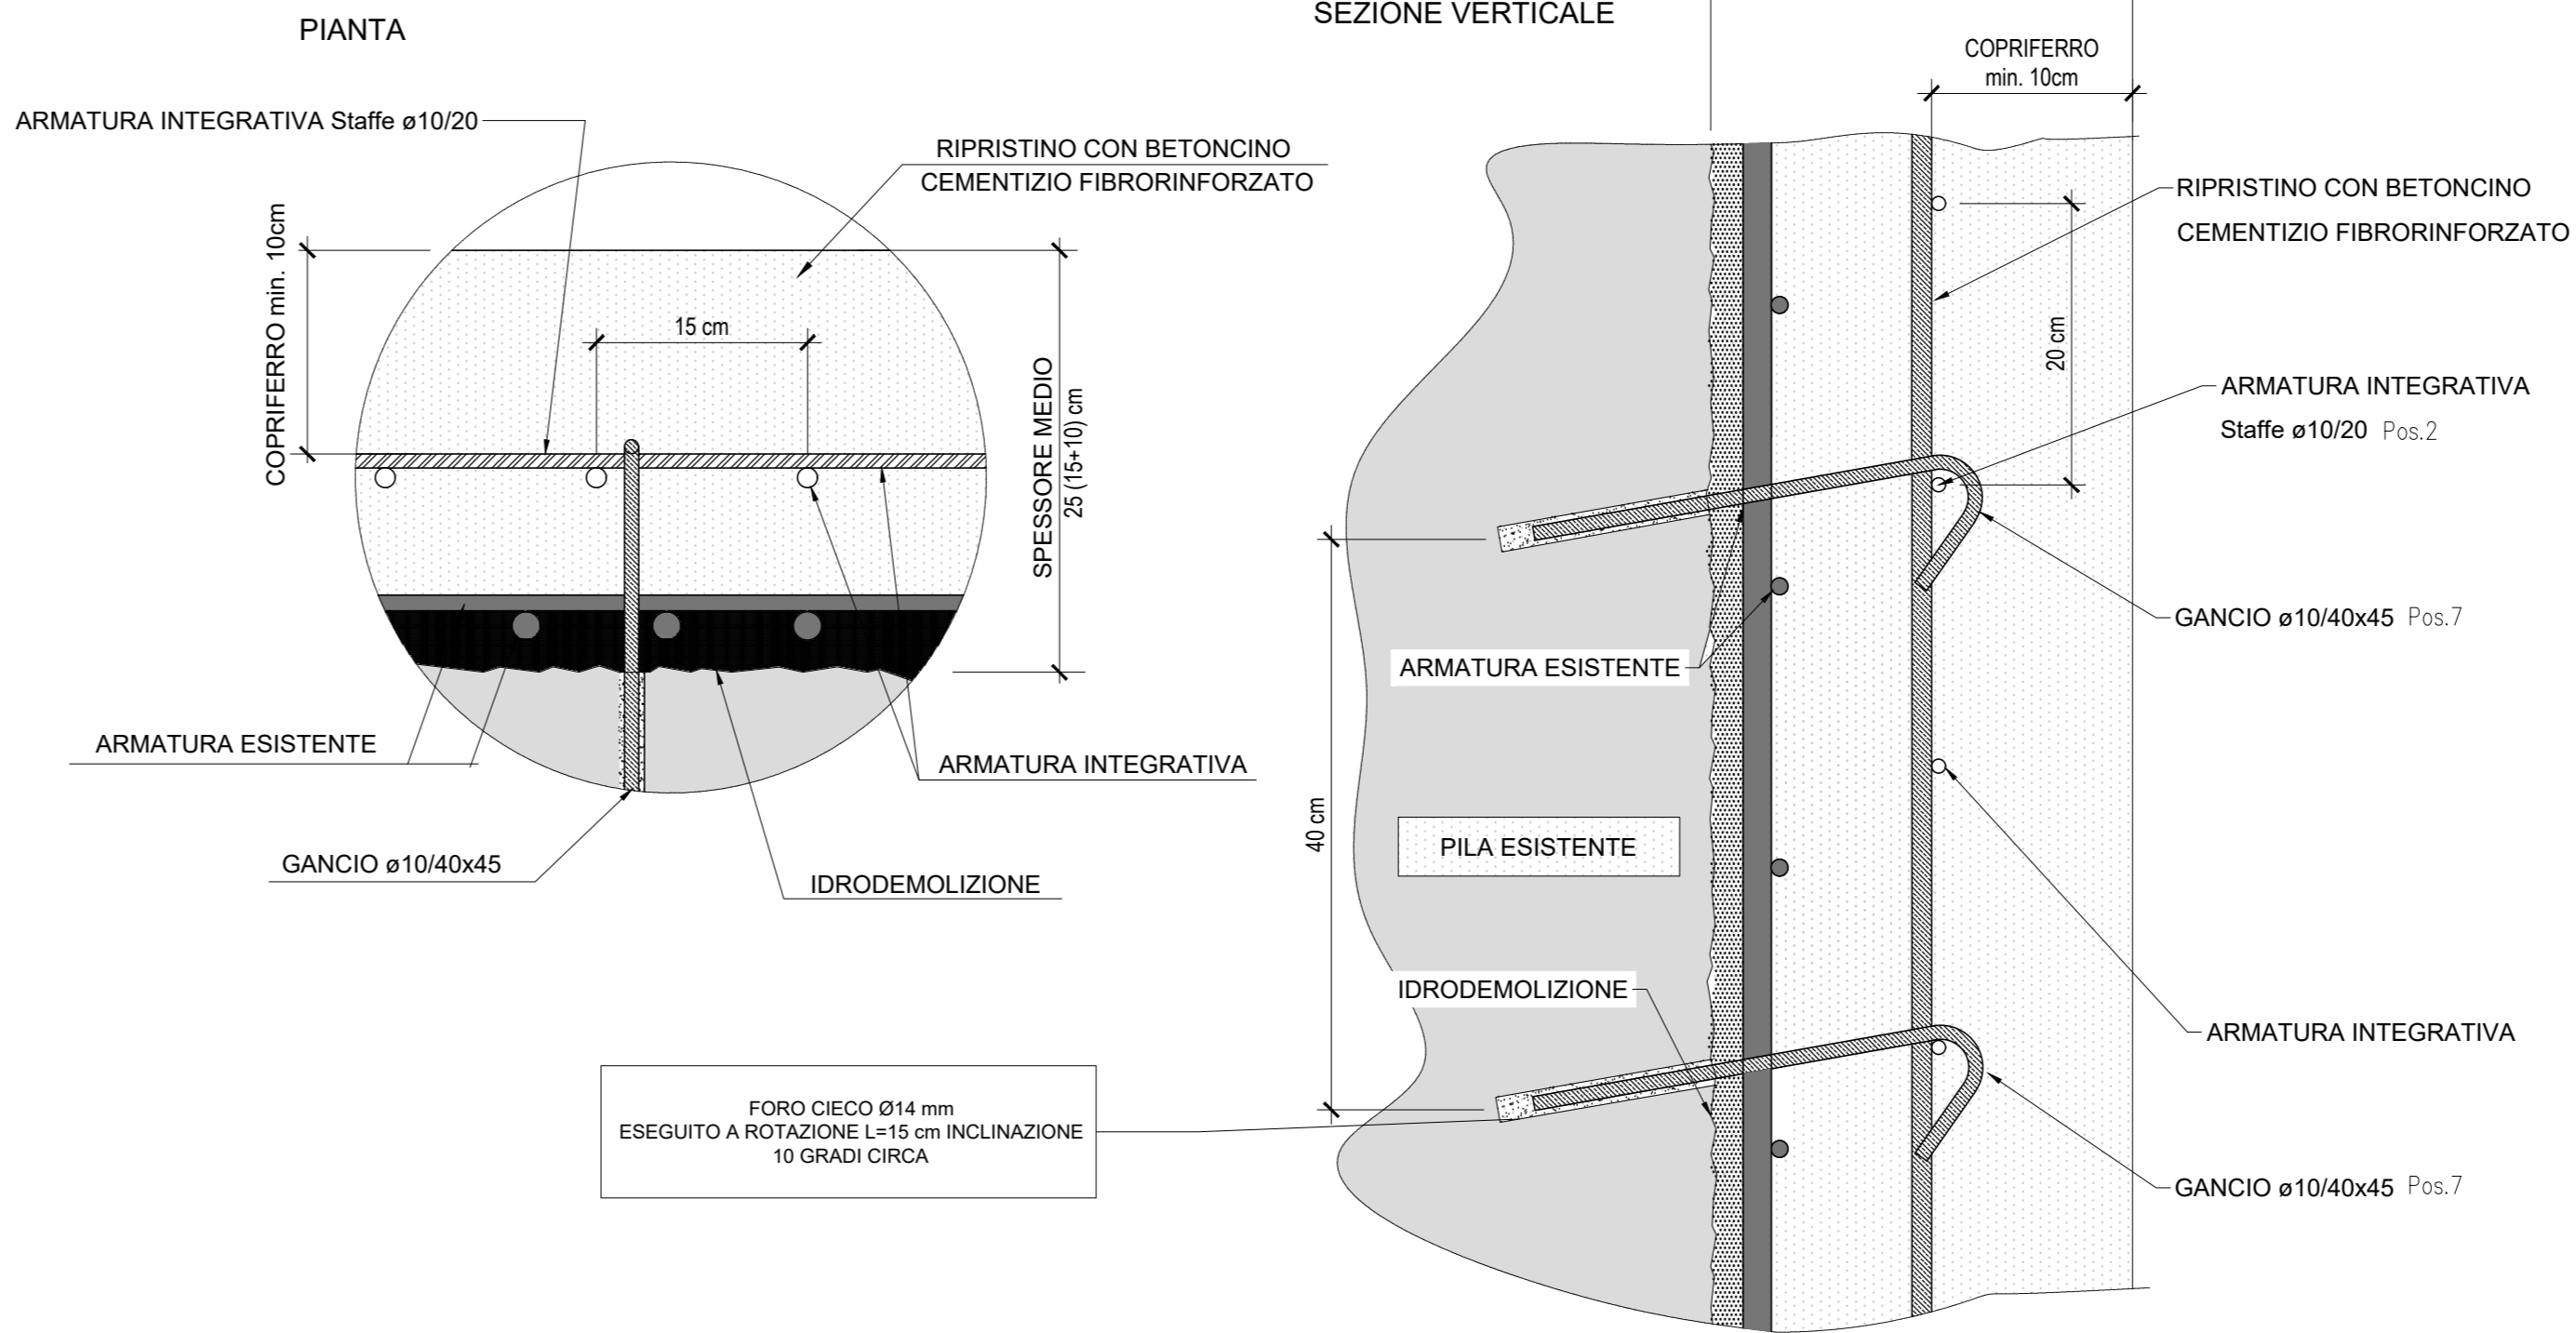 PIANTA
ARMATURA INTEGRATIVA Staffe ø10/20
RIPRISTINO CON BETONCINO
CEMENTIZIO FIBRORINFORZATO
COPRIFERRO min. 10cm
15 cm
SPESSORE MEDIO
25 (15+10) cm
ARMATURA ESISTENTE
ARMATURA INTEGRATIVA
GANCIO ø10/40x45
IDRODEMOLIZIONE
FORO CIECO Ø14 mm
ESEGUITO A ROTAZIONE L=15 cm INCLINAZIONE
10 GRADI CIRCA
SEZIONE VERTICALE
COPRIFERRO
min. 10cm
RIPRISTINO CON BETONCINO
CEMENTIZIO FIBRORINFORZATO
20 cm
ARMATURA INTEGRATIVA
Staffe ø10/20 Pos.2
GANCIO ø10/40x45 Pos.7
ARMATURA ESISTENTE
40 cm
PILA ESISTENTE
IDRODEMOLIZIONE
ARMATURA INTEGRATIVA
GANCIO ø10/40x45 Pos.7